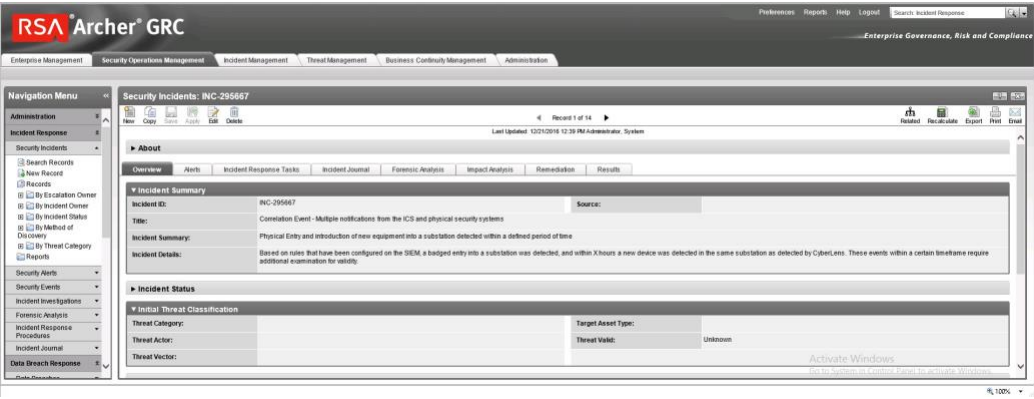 Preferences Reports Help Logout Search: Incident Response
RSA Archer® GRC
Enterprise Governance, Risk and Compliance
Enterprise Management Security Operations Management Incident Management Threat Management Business Continuity Management Administration
Navigation Menu «
Administration
Incident Response
Security Incidents
Search Records
New Record
Records
By Escalation Owner
By Incident Owner
By Incident Status
By Method of
Discovery
By Threat Category
Reports
Security Alerts
Security Events
Incident Investigations
Forensic Analysis
Incident Response
Procedures
Incident Journal
Data Breach Response
Security Incidents: INC-295667
New Copy Save Apply Edit Delete
Record 1 of 14
Related Recalculate Export Print Email
Last Updated: 12/21/2016 12:39 PM Administrator, System
About
Overview Alerts Incident Response Tasks Incident Journal Forensic Analysis Impact Analysis Remediation Results
Incident Summary
Incident ID: INC-295667 Source:
Title: Correlation Event - Multiple notifications from the ICS and physical security systems
Incident Summary: Physical Entry and introduction of new equipment into a substation detected within a defined period of time
Incident Details: Based on rules that have been configured on the SIEM, a badged entry into a substation was detected, and within X hours a new device was detected in the same substation as detected by CyberLens. These events within a certain timeframe require
additional examination for validity.
Incident Status
Initial Threat Classification
Threat Category: Target Asset Type:
Threat Actor: Threat Valid: Unknown
Threat Vector:
Activate Windows
Go to System in Control Panel to activate Windows.
100%